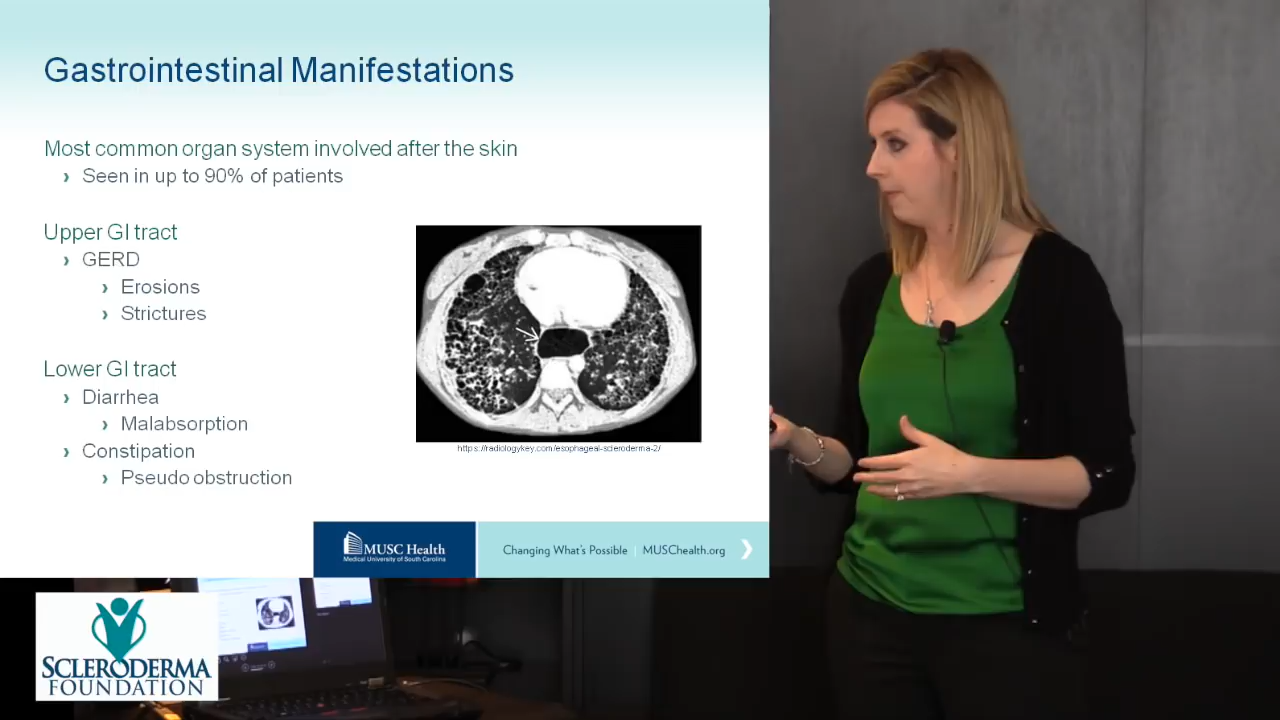 Gastrointestinal Manifestations
Most common organ system involved after the skin
› Seen in up to 90% of patients
Upper GI tract
› GERD
› Erosions
› Strictures
Lower GI tract
› Diarrhea
› Malabsorption
› Constipation
› Pseudo obstruction
https://radiologykey.com/esophageal-scleroderma-2/
MUSC Health
Medical University of South Carolina
Changing What's Possible | MUSChealth.org
SCLERODERMA
FOUNDATION